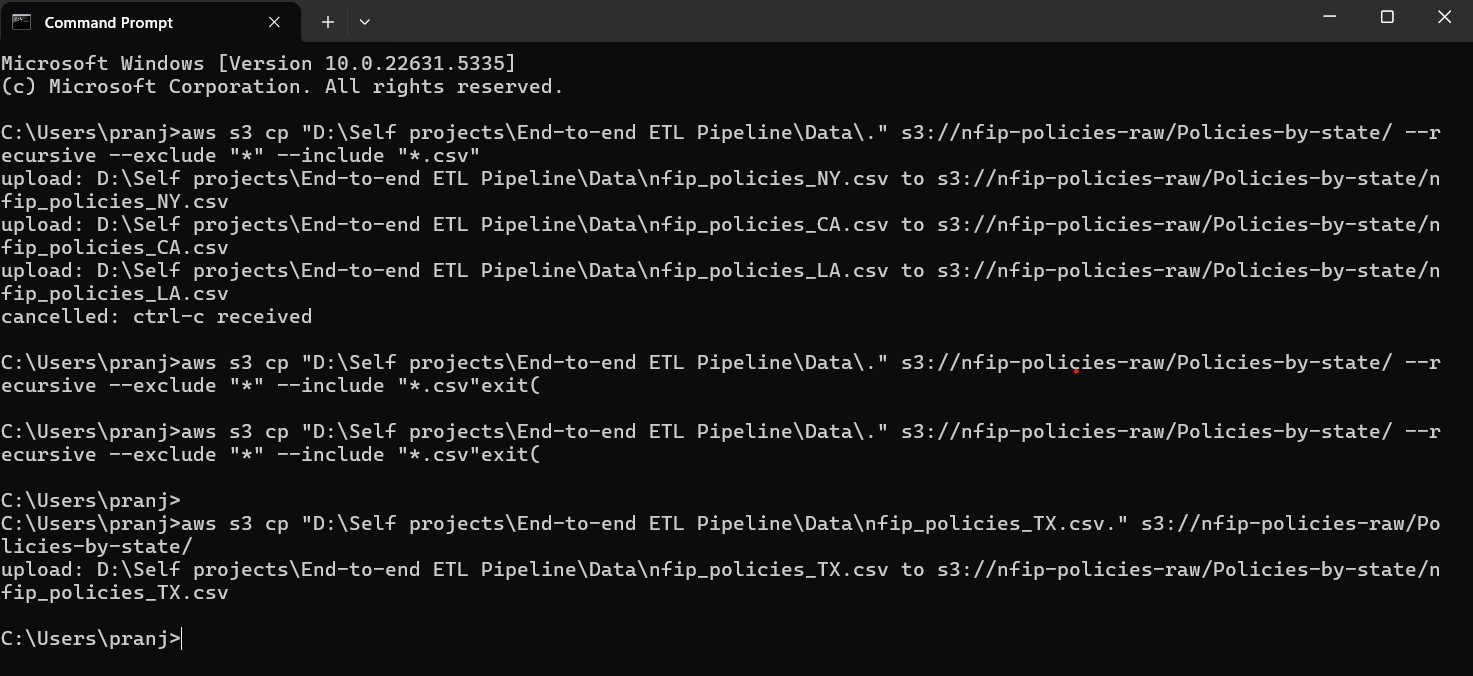 Command Prompt
Microsoft Windows [Version 10.0.22631.5335]
(c) Microsoft Corporation. All rights reserved.
C:\Users\pranj>aws s3 cp "D:\Self projects\End-to-end ETL Pipeline\Data\." s3://nfip-policies-raw/Policies-by-state/ --r
ecursive --exclude "*" --include "*.csv"
upload: D:\Self projects\End-to-end ETL Pipeline\Data\nfip_policies_NY.csv to s3://nfip-policies-raw/Policies-by-state/n
fip_policies_NY.csv
upload: D:\Self projects\End-to-end ETL Pipeline\Data\nfip_policies_CA.csv to s3://nfip-policies-raw/Policies-by-state/n
fip_policies_CA.csv
upload: D:\Self projects\End-to-end ETL Pipeline\Data\nfip_policies_LA.csv to s3://nfip-policies-raw/Policies-by-state/n
fip_policies_LA.csv
cancelled: ctrl-c received
C:\Users\pranj>aws s3 cp "D:\Self projects\End-to-end ETL Pipeline\Data\." s3://nfip-policies-raw/Policies-by-state/ --r
ecursive --exclude "*" --include "*.csv"exit(
C:\Users\pranj>aws s3 cp "D:\Self projects\End-to-end ETL Pipeline\Data\." s3://nfip-policies-raw/Policies-by-state/ --r
ecursive --exclude "*" --include "*.csv"exit(
C:\Users\pranj>
C:\Users\pranj>aws s3 cp "D:\Self projects\End-to-end ETL Pipeline\Data\nfip_policies_TX.csv." s3://nfip-policies-raw/Po
licies-by-state/
upload: D:\Self projects\End-to-end ETL Pipeline\Data\nfip_policies_TX.csv to s3://nfip-policies-raw/Policies-by-state/n
fip_policies_TX.csv
C:\Users\pranj>